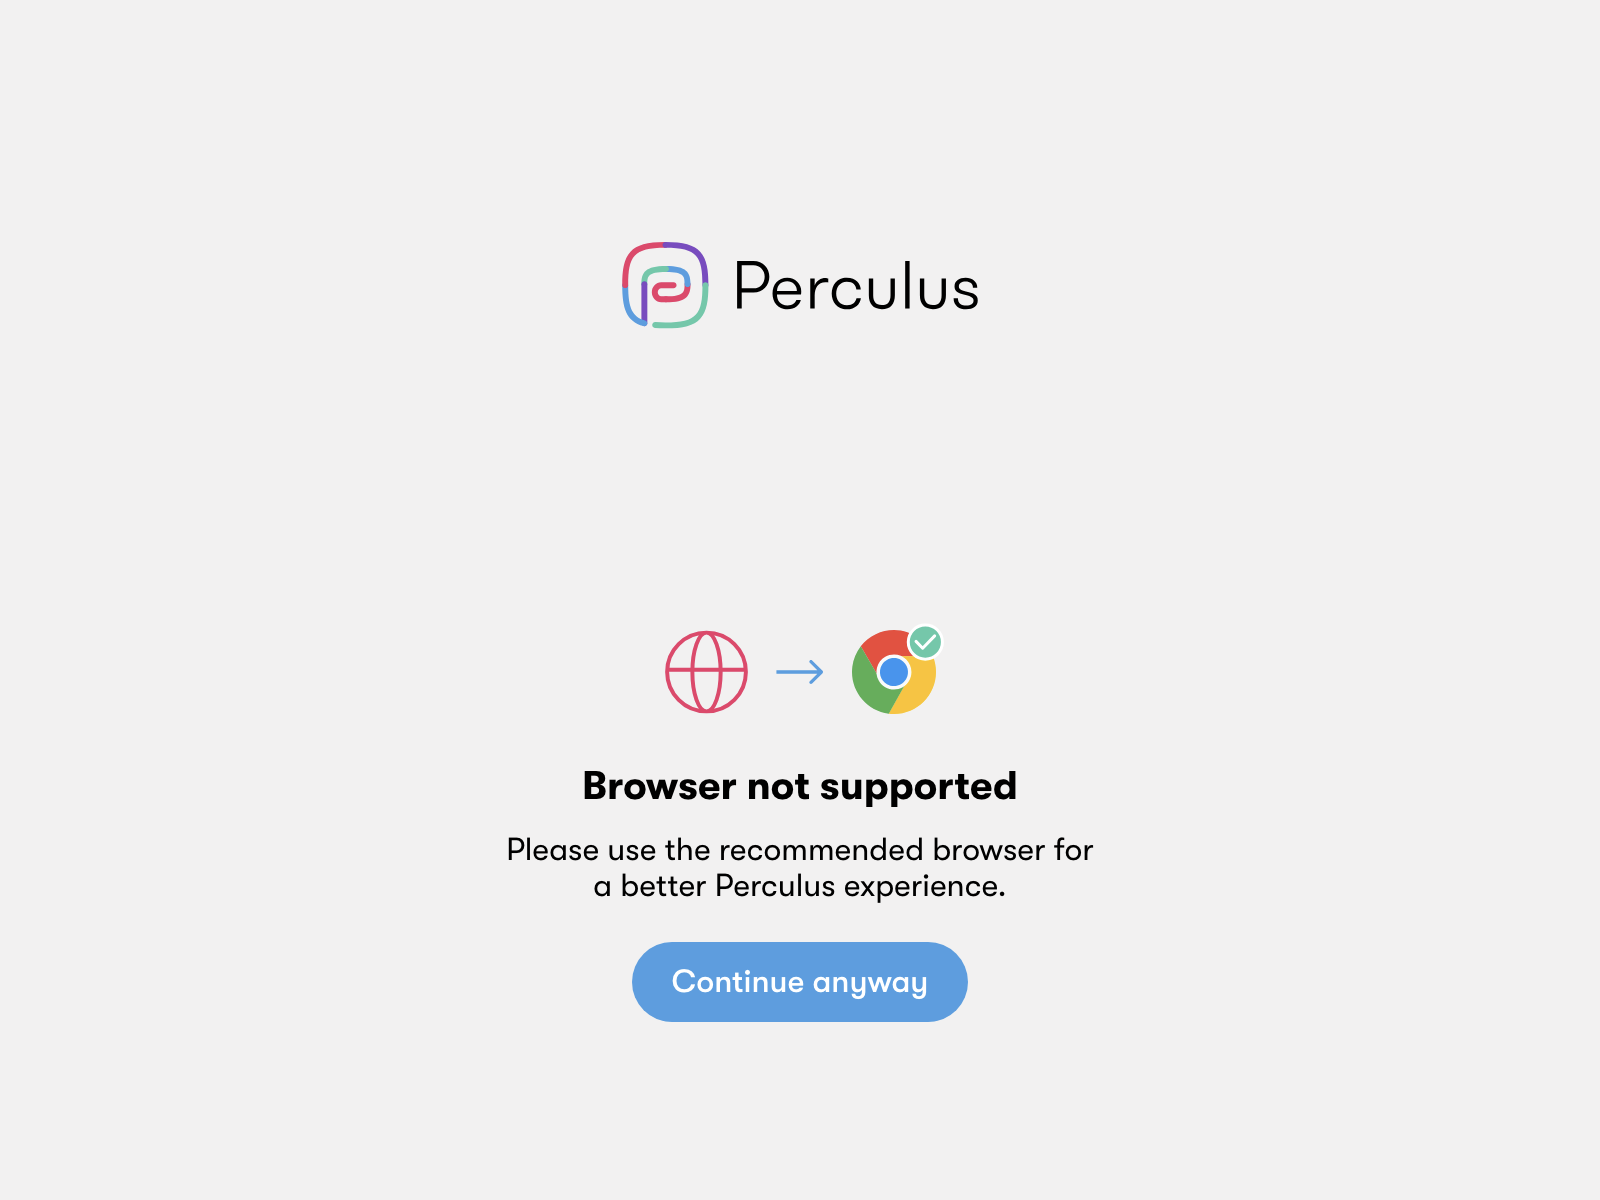 Perculus
Browser not supported
Please use the recommended browser for
a better Perculus experience.
Continue anyway